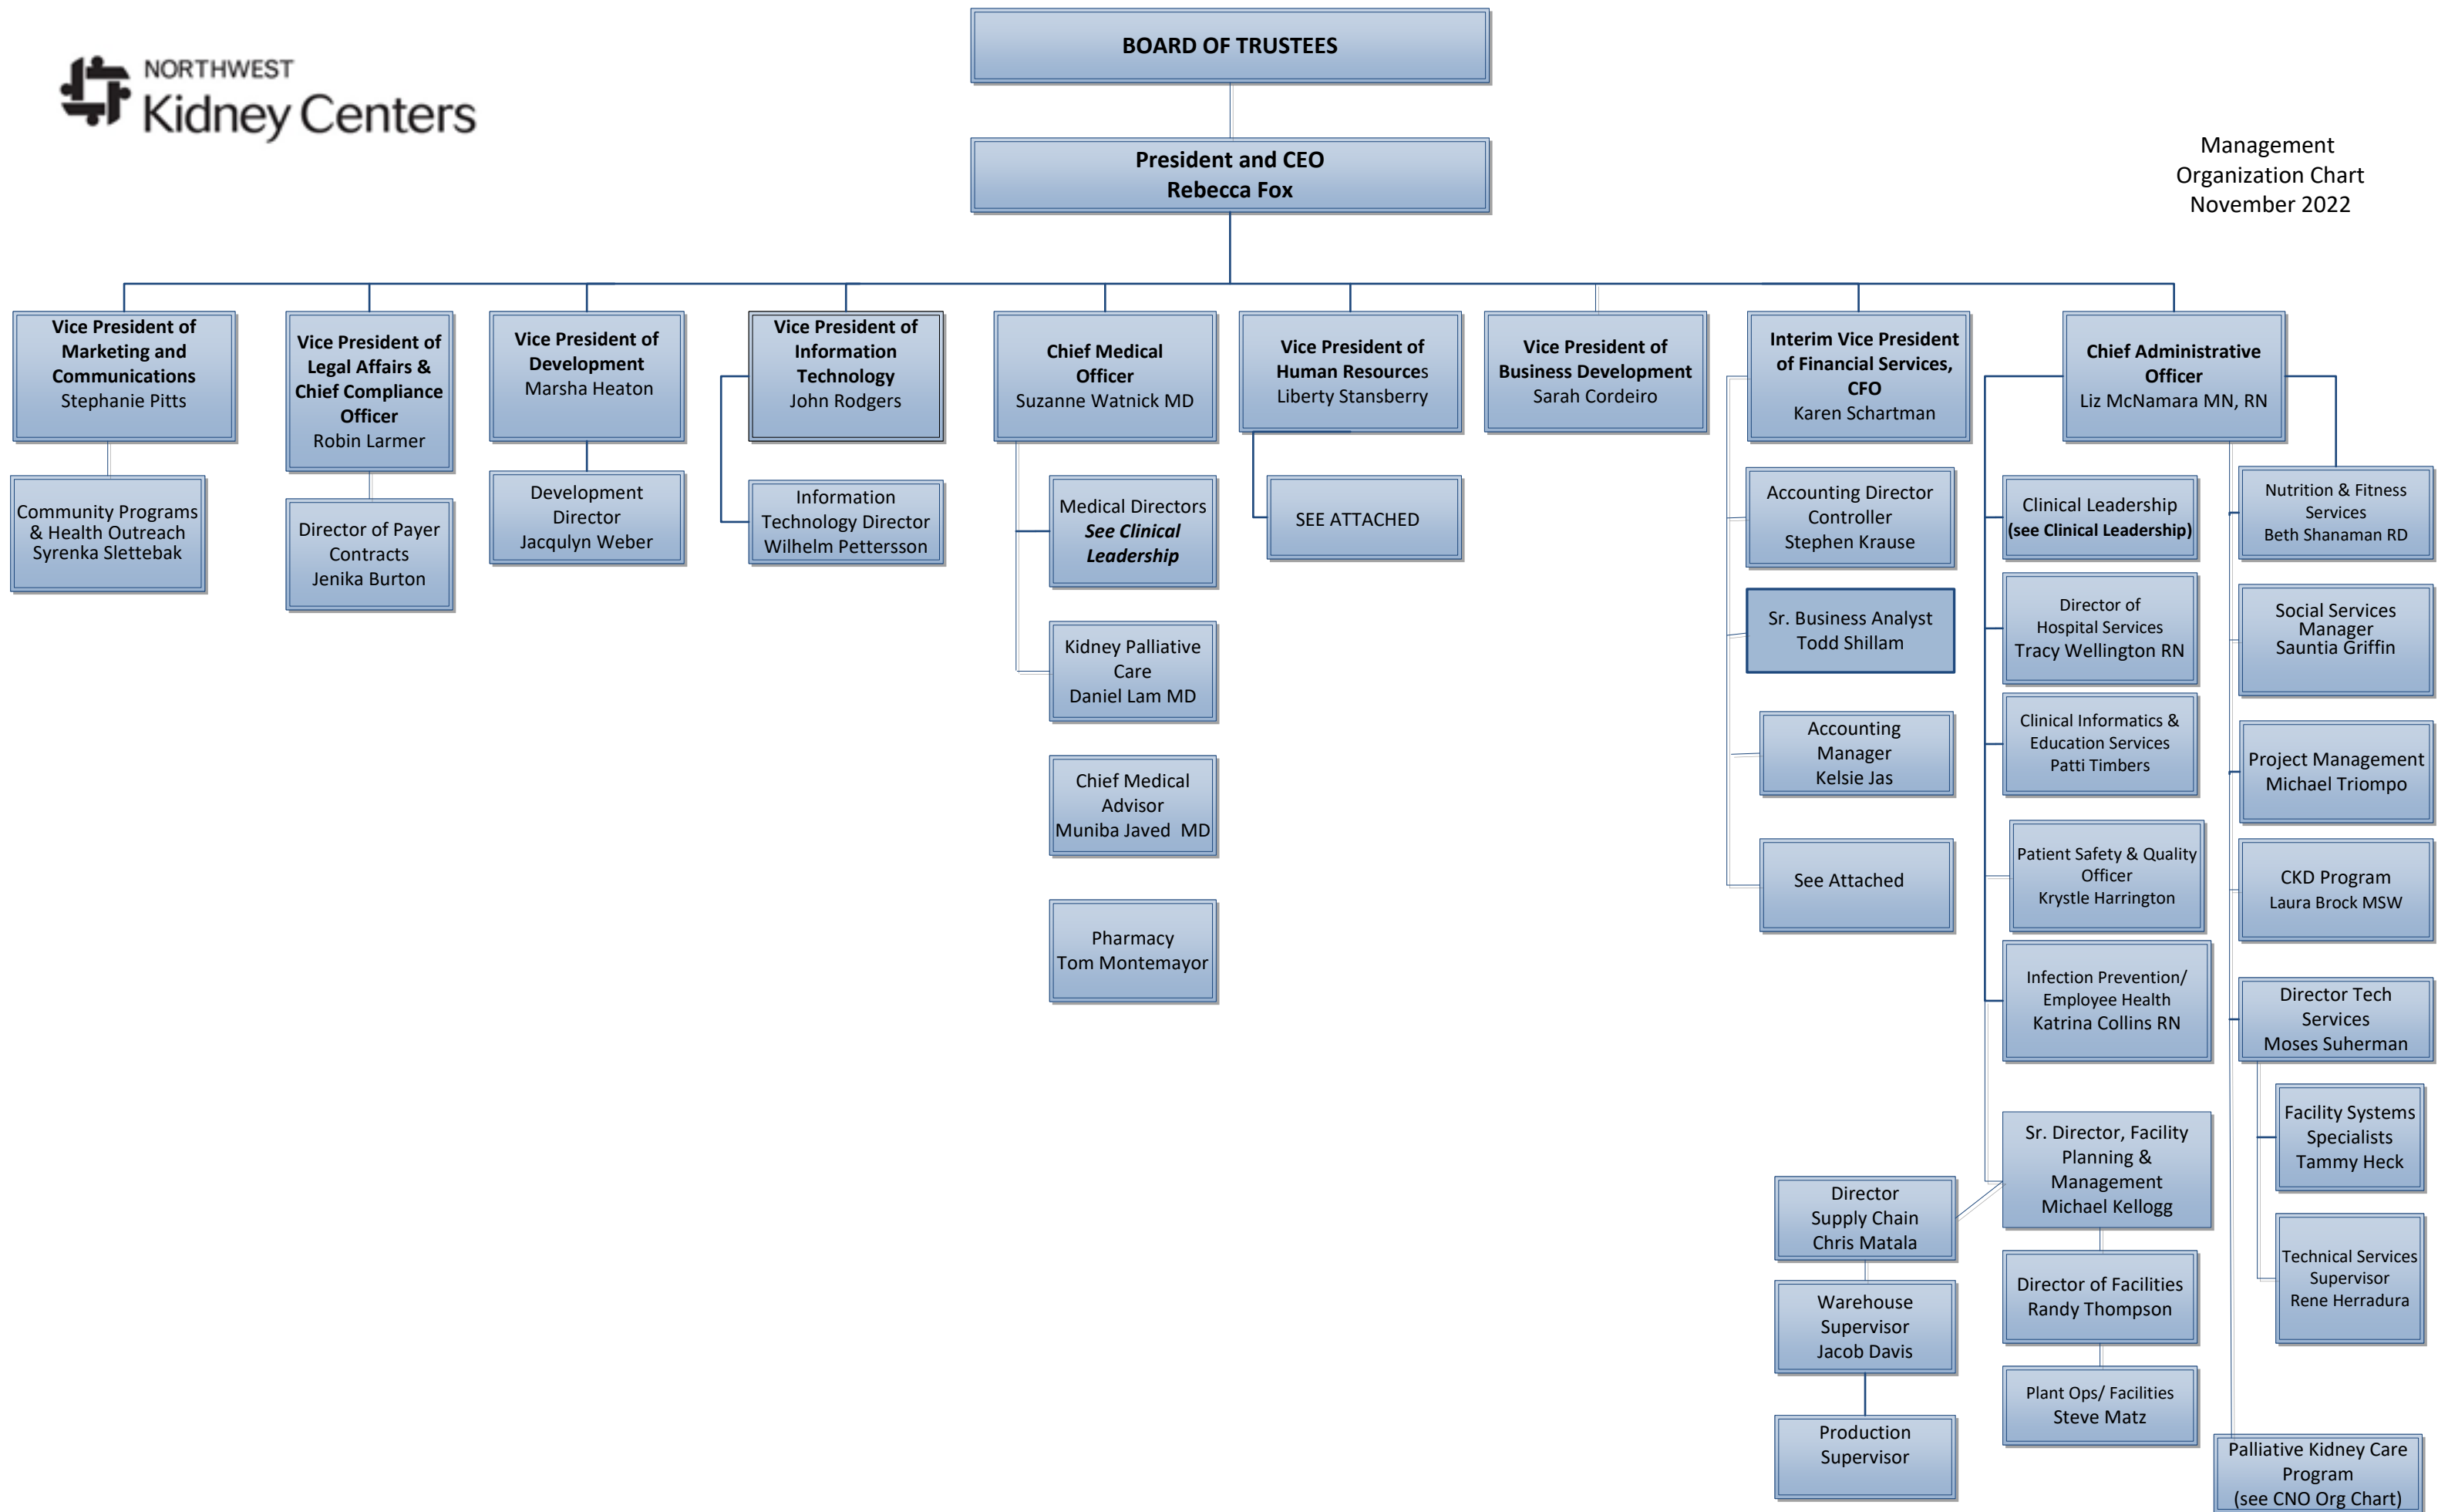 BOARD OF TRUSTEES
NORTHWEST
Kidney Centers
President and CEO
Rebecca Fox
Management
Organization Chart
November 2022
Vice President of
Marketing and
Communications
Stephanie Pitts
Vice President of
Legal Affairs &
Chief Compliance
Officer
Robin Larmer
Vice President of
Development
Marsha Heaton
Vice President of
Information
Technology
John Rodgers
Chief Medical
Officer
Suzanne Watnick MD
Vice President of
Human Resources
Liberty Stansberry
Vice President of
Business Development
Sarah Cordeiro
Interim Vice President
of Financial Services,
CFO
Karen Schartman
Chief Administrative
Officer
Liz McNamara MN, RN
Community Programs
& Health Outreach
Syrenka Slettebak
Director of Payer
Contracts
Jenika Burton
Development
Director
Jacqulyn Weber
Information
Technology Director
Wilhelm Pettersson
Medical Directors
See Clinical
Leadership
Kidney Palliative
Care
Daniel Lam MD
Chief Medical
Advisor
Muniba Javed  MD
Pharmacy
Tom Montemayor
SEE ATTACHED
Accounting Director
Controller
Stephen Krause
Sr. Business Analyst
Todd Shillam
Accounting
Manager
Kelsie Jas
See Attached
Clinical Leadership
(see Clinical Leadership)
Director of
Hospital Services
Tracy Wellington RN
Clinical Informatics &
Education Services
Patti Timbers
Patient Safety & Quality
Officer
Krystle Harrington
Infection Prevention/
Employee Health
Katrina Collins RN
Sr. Director, Facility
Planning &
Management
Michael Kellogg
Director
Supply Chain
Chris Matala
Warehouse
Supervisor
Jacob Davis
Production
Supervisor
Director of Facilities
Randy Thompson
Plant Ops/ Facilities
Steve Matz
Nutrition & Fitness
Services
Beth Shanaman RD
Social Services
Manager
Sauntia Griffin
Project Management
Michael Triompo
CKD Program
Laura Brock MSW
Director Tech
Services
Moses Suherman
Facility Systems
Specialists
Tammy Heck
Technical Services
Supervisor
Rene Herradura
Palliative Kidney Care
Program
(see CNO Org Chart)